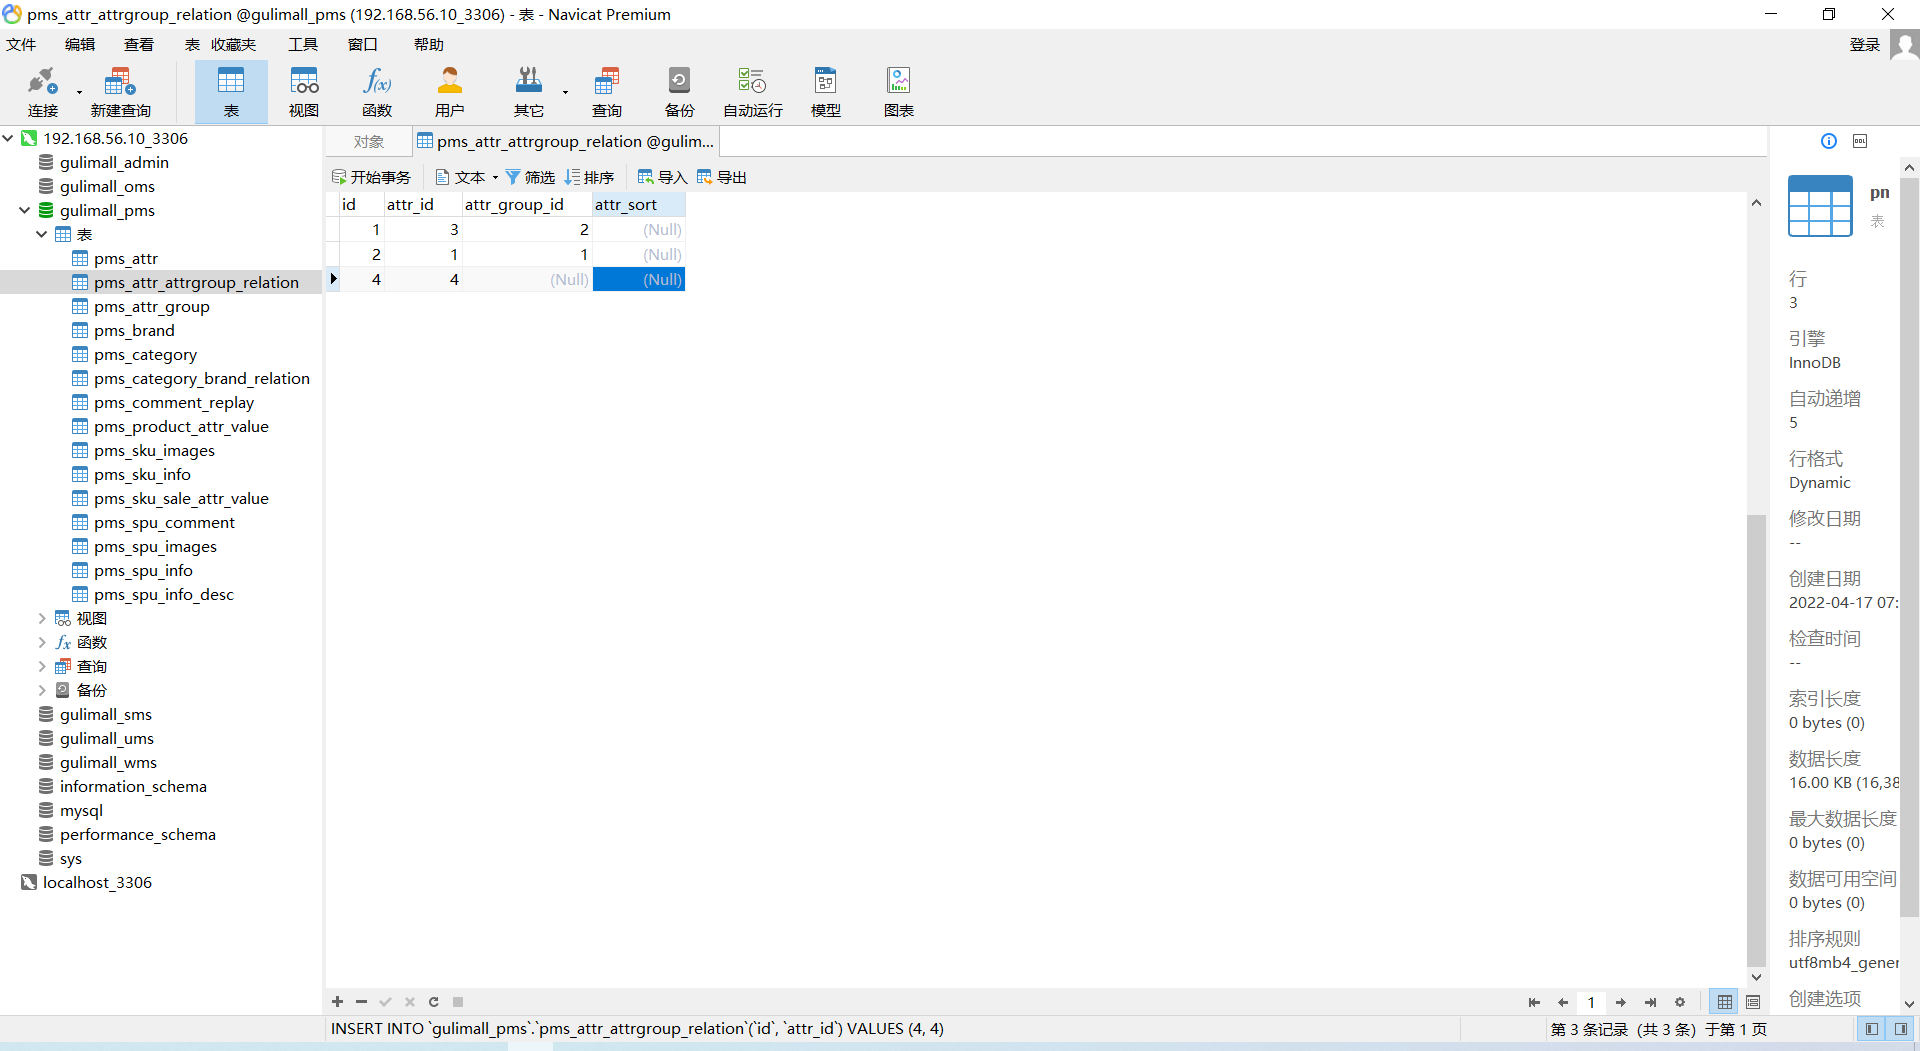 pms_attr_attrgroup_relation @gulimall_pms (192.168.56.10_3306) - 表 - Navicat Premium
文件 编辑 查看 表 收藏夹 工具 窗口 帮助 登录
连接 新建查询 表 视图 函数 用户 其它 查询 备份 自动运行 模型 图表
192.168.56.10_3306
gulimall_admin
gulimall_oms
gulimall_pms
表
pms_attr
pms_attr_attrgroup_relation
pms_attr_group
pms_brand
pms_category
pms_category_brand_relation
pms_comment_replay
pms_product_attr_value
pms_sku_images
pms_sku_info
pms_sku_sale_attr_value
pms_spu_comment
pms_spu_images
pms_spu_info
pms_spu_info_desc
视图
函数
查询
备份
gulimall_sms
gulimall_ums
gulimall_wms
information_schema
mysql
performance_schema
sys
localhost_3306
对象 pms_attr_attrgroup_relation @gulim...
开始事务 文本 筛选 排序 导入 导出
id attr_id attr_group_id attr_sort
1 3 2 (Null)
2 1 1 (Null)
4 4 (Null) (Null)
pn
表
行
3
引擎
InnoDB
自动递增
5
行格式
Dynamic
修改日期
--
创建日期
2022-04-17 07:
检查时间
--
索引长度
0 bytes (0)
数据长度
16.00 KB (16,38
最大数据长度
0 bytes (0)
数据可用空间
0 bytes (0)
排序规则
utf8mb4_gener
创建选项
1
INSERT INTO `gulimall_pms`.`pms_attr_attrgroup_relation`(`id`, `attr_id`) VALUES (4, 4)
第 3 条记录 (共 3 条) 于第 1 页